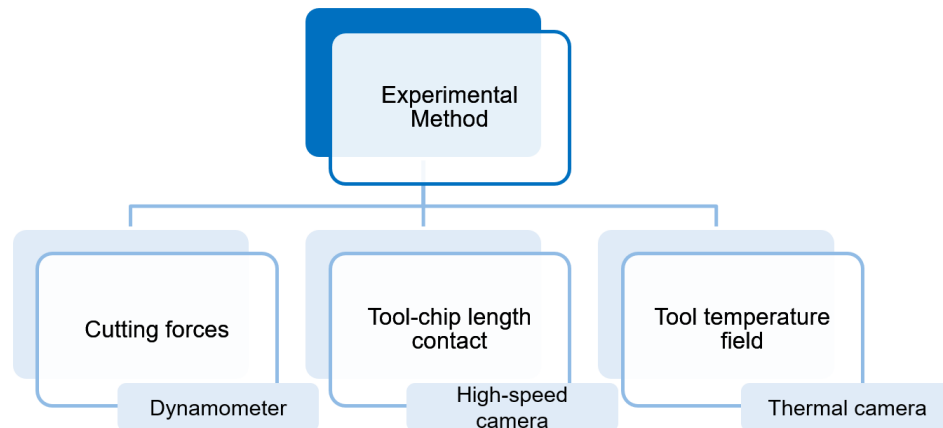 Experimental
Method
Cutting forces
Dynamometer
Tool-chip length
contact
High-speed
camera
Tool temperature
field
Thermal camera